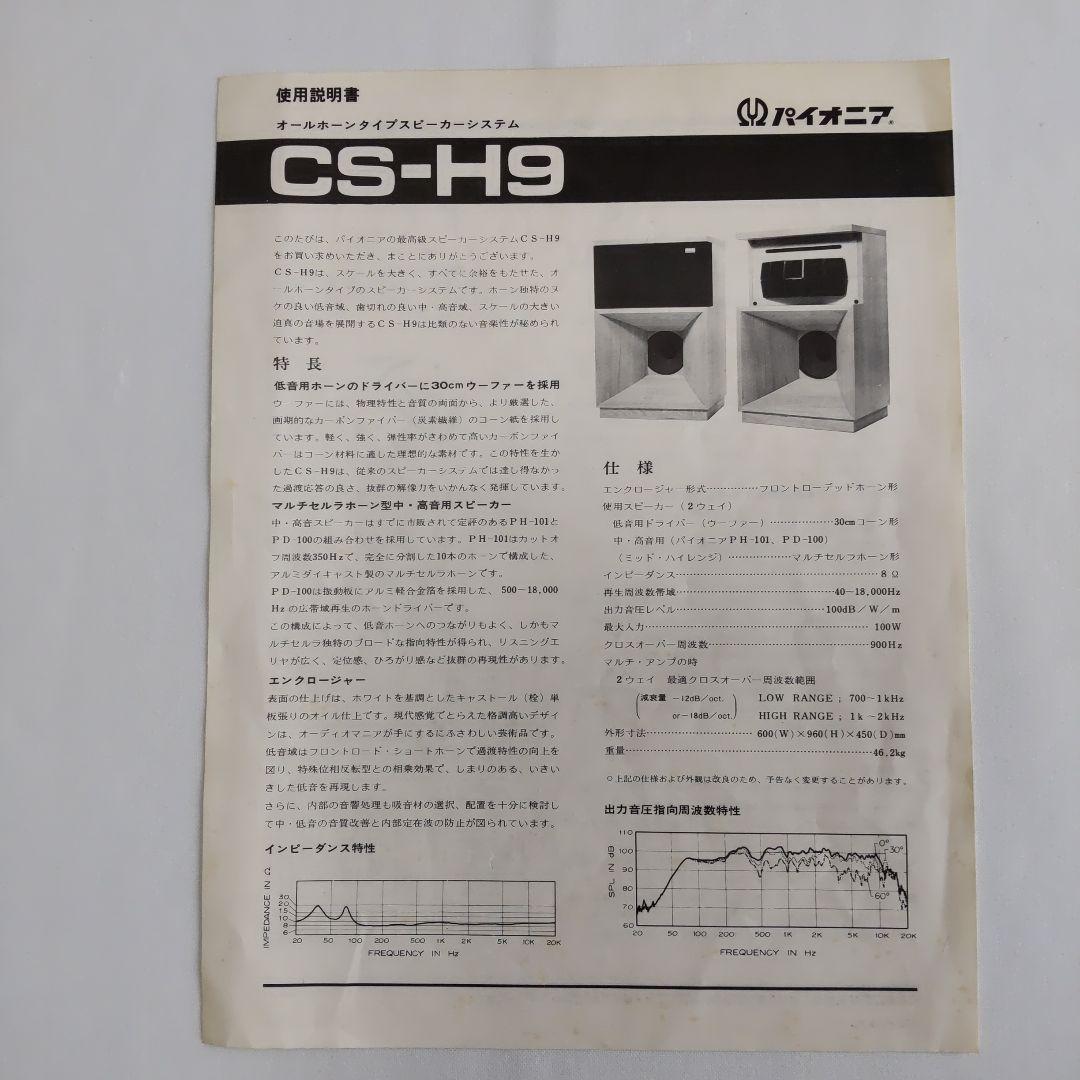 使用説明書
オールホーンタイプスピーカーシステム
パイオニア®
CS-H9
このたびは、パイオニアの最高級スピーカーシステムCS-H9
をお買い求めいただき、まことにありがとうございます。
CS-H9は、スケールを大きく、すべてに余裕をもたせた、オ
ールホーンタイプのスピーカーシステムです。ホーン独特のヌ
ケの良い低音域、歯切れの良い中・高音域、スケールの大きい
迫真の音場を展開するCS-H9は比類のない音楽性が秘められ
ています。
特 長
低音用ホーンのドライバーに30cmウーファーを採用
ウーファーには、物理特性と音質の両面から、より厳選した、
画期的なカーボンファイバー(炭素繊維)のコーン紙を採用し
ています。軽く、強く、弾性率がきわめて高いカーボンファイ
バーはコーン材料に適した理想的な素材です。この特性を生か
したCS-H9は、従来のスピーカーシステムでは達し得なかっ
た過渡応答の良さ、抜群の解像力をいかんなく発揮しています。
マルチセルラホーン型中・高音用スピーカー
中・高音スピーカーはすでに市販されて定評のあるPH-101と
PD-100の組み合わせを採用しています。PH-101はカットオ
フ周波数350Hzで、完全に分割した10本のホーンで構成した、
アルミダイキャスト製のマルチセルラホーンです。
PD-100は振動板にアルミ軽合金箔を採用した、500−18,000
Hzの広帯域再生のホーンドライバーです。
この構成によって、低音ホーンへのつながりもよく、しかもマ
ルチセルラ独特のブロードな指向特性が得られ、リスニングエ
リヤが広く、定位感、ひろがり感など抜群の再現性があります。
エンクロージャー
表面の仕上げは、ホワイトを基調としたキャストール(栓)単
板張りのオイル仕上です。現代感覚でとらえた格調高いデザイ
ンは、オーディオマニアが手にするにふさわしい芸術品です。
低音域はフロントロード・ショートホーンで過渡特性の向上を
図り、特殊位相反転型との相乗効果で、しまりのある、いきい
きした低音を再現します。
さらに、内部の音響処理も吸音材の選択、配置を十分に検討し
て中・低音の音質改善と内部定在波の防止が図られています。
インピーダンス特性
IMPEDANCE IN Ω
30
20
15
10
8
6
20 50 100 200 500 1K 2K 5K 10K 20K
FREQUENCY IN Hz
仕 様
エンクロージャー形式……………フロントローデッドホーン形
使用スピーカー(2ウェイ)
低音用ドライバー(ウーファー)………………30cmコーン形
中・高音用(パイオニアPH-101、PD-100)
(ミッド・ハイレンジ)………………マルチセルラホーン形
インピーダンス………………………………………………8Ω
再生周波数帯域……………………………………40−18,000Hz
出力音圧レベル…………………………………100dB/W/m
最大入力………………………………………………………100W
クロスオーバー周波数……………………………………900Hz
マルチ・アンプの時
2ウェイ 最適クロスオーバー周波数範囲
(減衰量 −12dB/oct. or−18dB/oct.)
LOW RANGE ; 700~1kHz
HIGH RANGE ; 1k~2kHz
外形寸法……………………600(W)×960(H)×450(D)mm
重量…………………………………………………………46.2kg
○上記の仕様および外観は改良のため、予告なく変更することがあります。
出力音圧指向周波数特性
SPL IN dB
110
100
90
80
70
60
0°
30°
60°
20 50 100 200 500 1K 2K 5K 10K 20K
FREQUENCY IN Hz